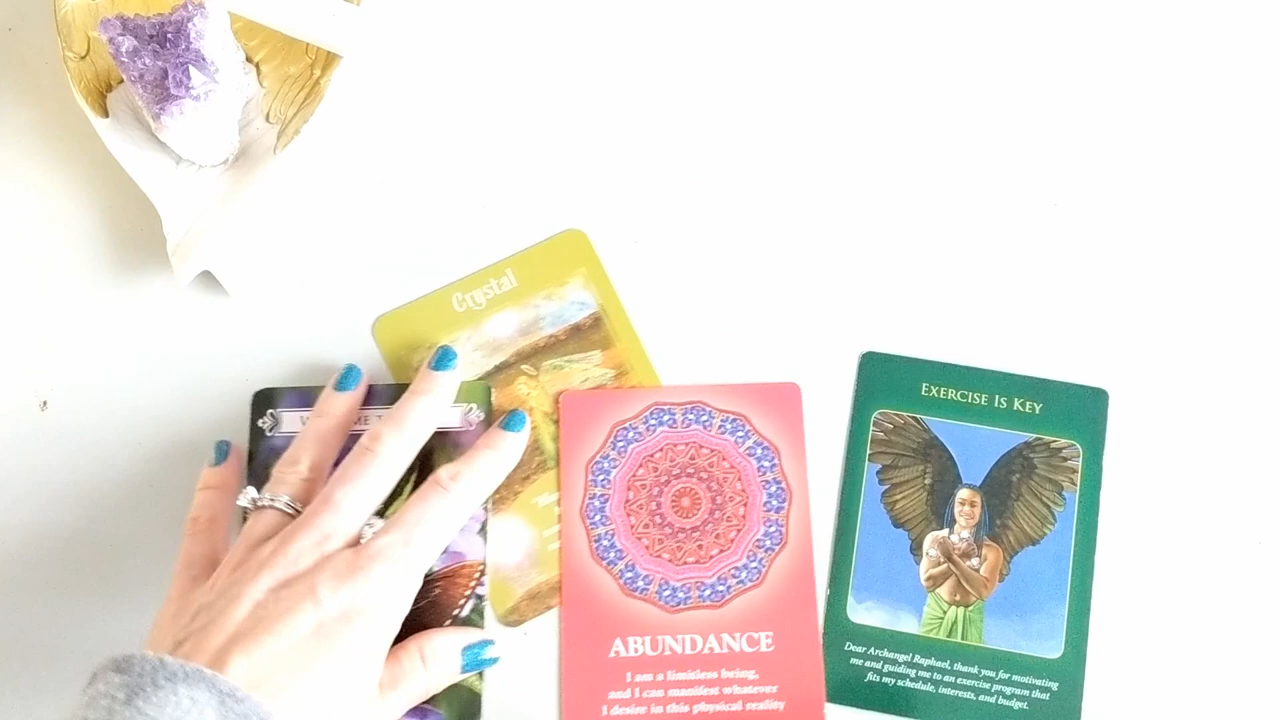 Crystal
ABUNDANCE
I am a limitless being,
and I can manifest whatever
I desire in this physical reality
EXERCISE IS KEY
Dear Archangel Raphael, thank you for motivating
me and guiding me to an exercise program that
fits my schedule, interests, and budget.